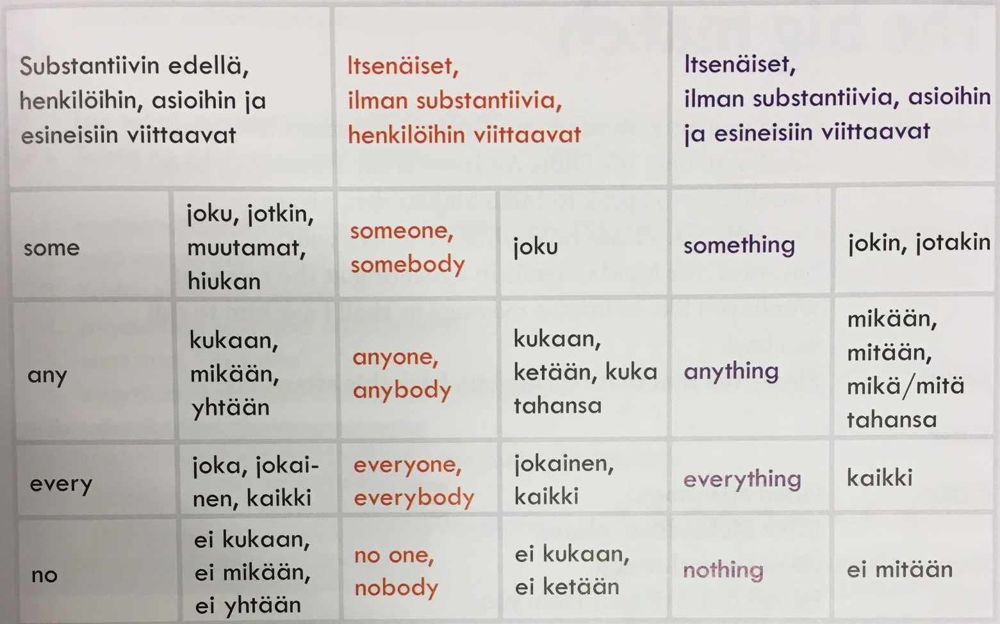 Substantiivin edellä,
henkilöihin, asioihin ja
esineisiin viittaavat
Itsenäiset,
ilman substantiivia,
henkilöihin viittaavat
Itsenäiset,
ilman substantiivia, asioihin
ja esineisiin viittaavat
some
joku, jotkin,
muutamat,
hiukan
someone,
somebody
joku
something
jokin, jotakin
any
kukaan,
mikään,
yhtään
anyone,
anybody
kukaan,
ketään, kuka
tahansa
anything
mikään,
mitään,
mikä/mitä
tahansa
every
joka, jokai-
nen, kaikki
everyone,
everybody
jokainen,
kaikki
everything
kaikki
no
ei kukaan,
ei mikään,
ei yhtään
no one,
nobody
ei kukaan,
ei ketään
nothing
ei mitään